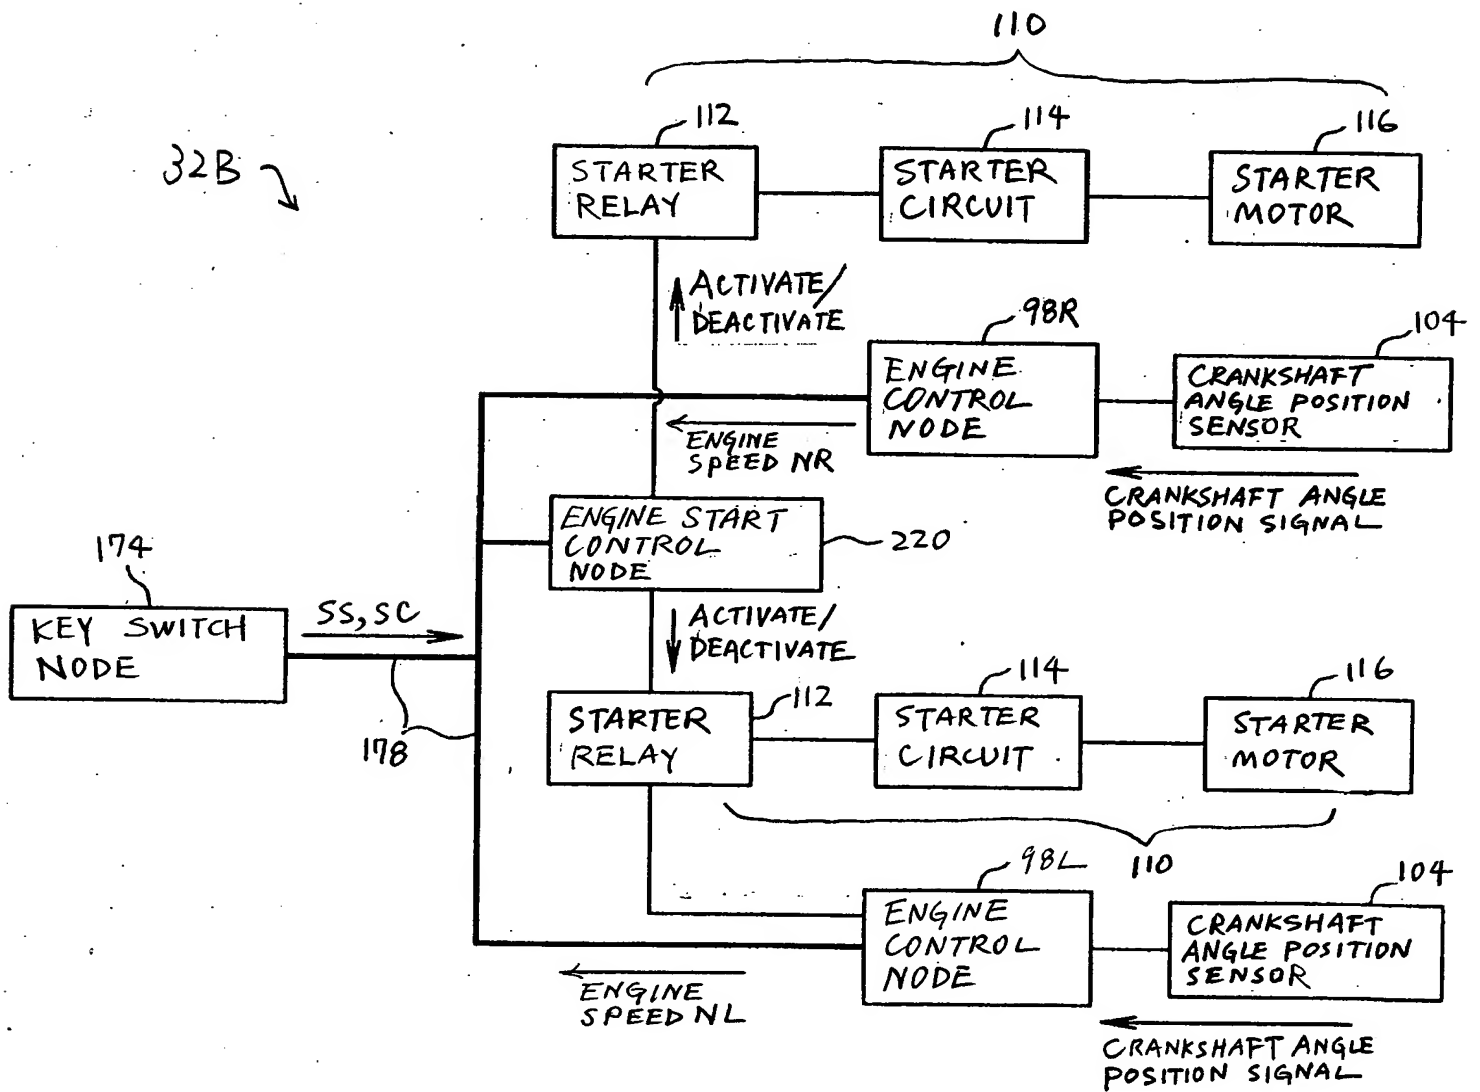 110
112
114
116
32B
STARTER
RELAY
STARTER
CIRCUIT
STARTER
MOTOR
ACTIVATE/
DEACTIVATE
98R
104
ENGINE
CONTROL
NODE
CRANKSHAFT
ANGLE POSITION
SENSOR
ENGINE
SPEED NR
CRANKSHAFT ANGLE
POSITION SIGNAL
ENGINE START
CONTROL
NODE
220
174
KEY SWITCH
NODE
SS, SC
ACTIVATE/
DEACTIVATE
178
112
114
116
STARTER
RELAY
STARTER
CIRCUIT
STARTER
MOTOR
110
98L
104
ENGINE
CONTROL
NODE
CRANKSHAFT
ANGLE POSITION
SENSOR
ENGINE
SPEED NL
CRANKSHAFT ANGLE
POSITION SIGNAL